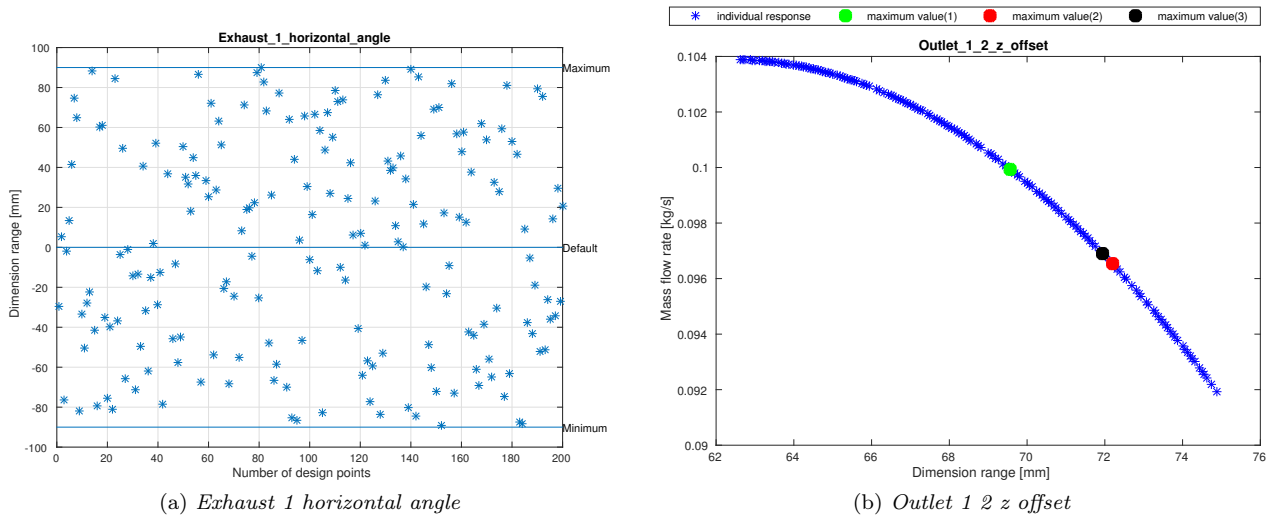 Exhaust_1_horizontal_angle
Dimension range [mm]
100
80
60
40
20
0
-20
-40
-60
-80
-100
Maximum
Default
Minimum
0 20 40 60 80 100 120 140 160 180 200
Number of design points
(a) Exhaust 1 horizontal angle
individual response maximum value(1) maximum value(2) maximum value(3)
Outlet_1_2_z_offset
Mass flow rate [kg/s]
0.104
0.102
0.1
0.098
0.096
0.094
0.092
0.09
62 64 66 68 70 72 74 76
Dimension range [mm]
(b) Outlet 1 2 z offset